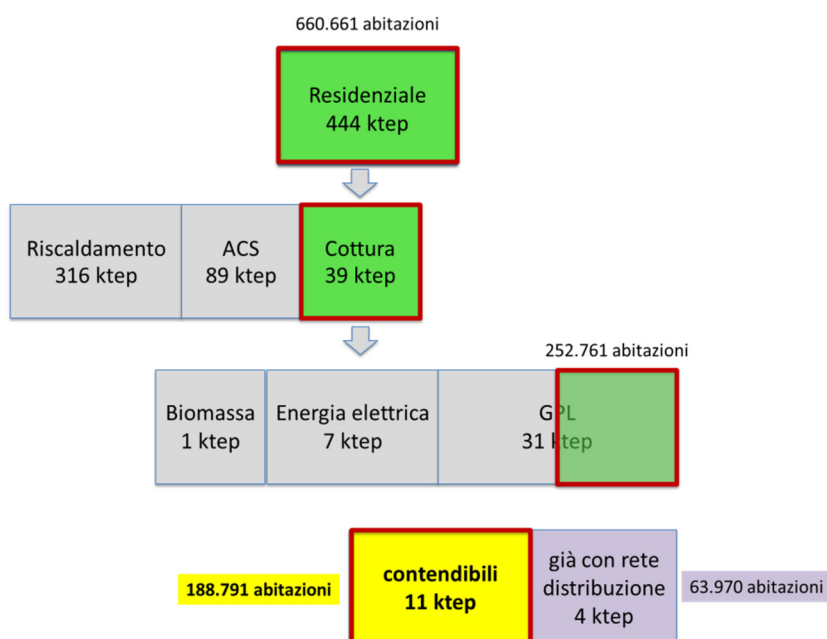 660.661 abitazioni
Residenziale
444 ktep
Riscaldamento
316 ktep
ACS
89 ktep
Cottura
39 ktep
252.761 abitazioni
Biomassa
1 ktep
Energia elettrica
7 ktep
GPL
31 ktep
188.791 abitazioni
contendibili
11 ktep
già con rete
distribuzione
4 ktep
63.970 abitazioni